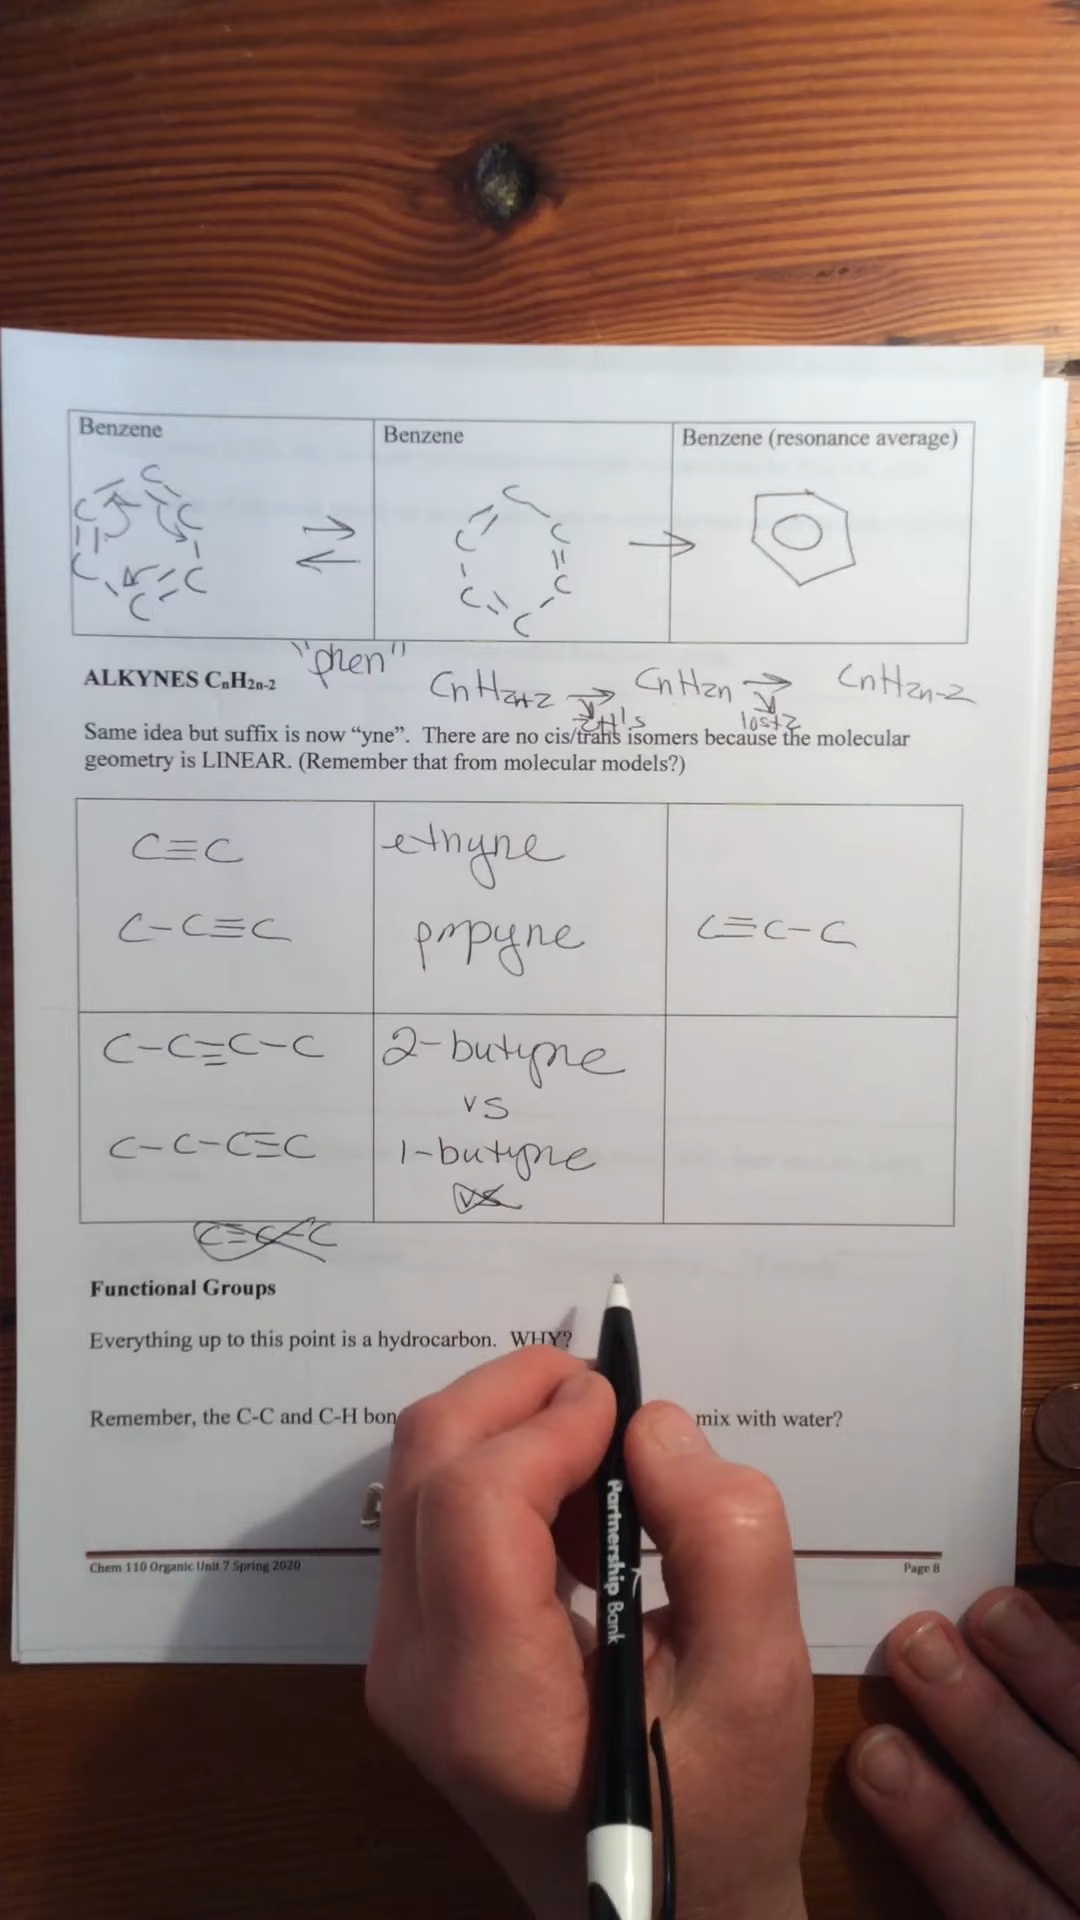 Benzene
Benzene
Benzene (resonance average)
"phen"
ALKYNES CₙH₂ₙ₋₂
CnH2n+2 → CnH2n → CnH2n-2
2H's
lost 2
Same idea but suffix is now “yne”. There are no cis/trans isomers because the molecular
geometry is LINEAR. (Remember that from molecular models?)
C≡C ethyne
C-C≡C propyne C≡C-C
C-C≡C-C 2-butyne
vs
C-C-C≡C 1-butyne
vs
C≡C-C
Functional Groups
Everything up to this point is a hydrocarbon. WHY?
Remember, the C-C and C-H bon
mix with water?
Chem 110 Organic Unit 7 Spring 2020
Page 8
Partnership Bank